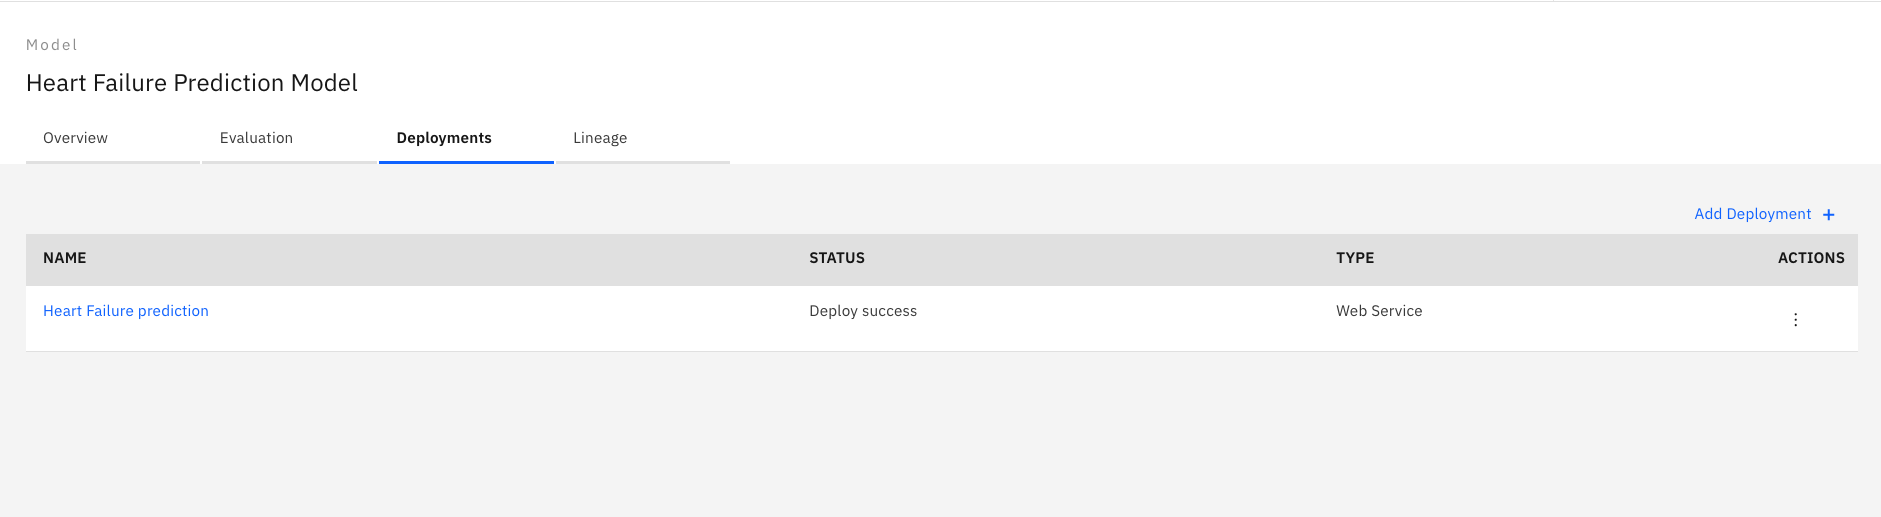 Model
Heart Failure Prediction Model
Overview Evaluation Deployments Lineage
Add Deployment +
NAME STATUS TYPE ACTIONS
Heart Failure prediction Deploy success Web Service